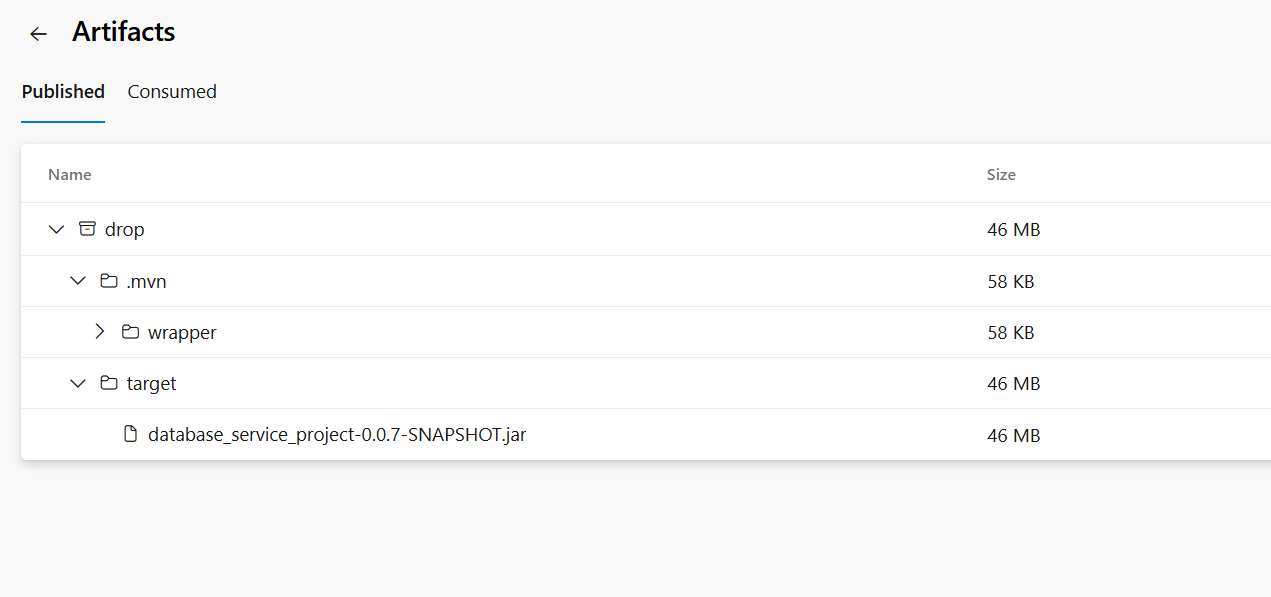 Artifacts
Published Consumed
Name Size
drop 46 MB
.mvn 58 KB
wrapper 58 KB
target 46 MB
database_service_project-0.0.7-SNAPSHOT.jar 46 MB